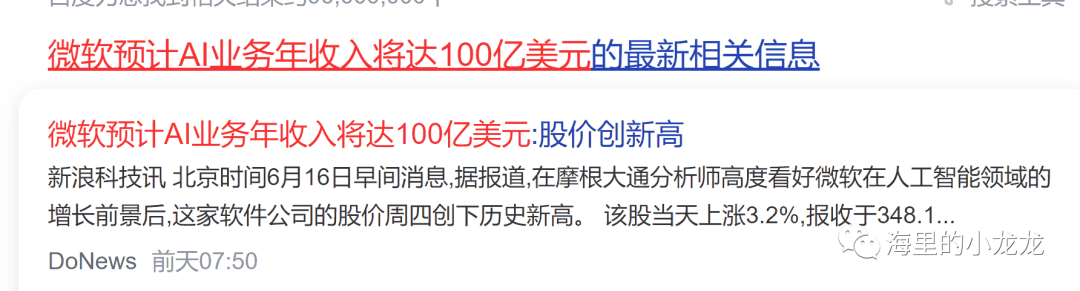 微软预计AI业务年收入将达100亿美元的最新相关信息
微软预计AI业务年收入将达100亿美元:股价创新高
新浪科技讯 北京时间6月16日早间消息,据报道,在摩根大通分析师高度看好微软在人工智能领域的
增长前景后,这家软件公司的股价周四创下历史新高。 该股当天上涨3.2%,报收于348.1...
DoNews 前天07:50
海里的小龙龙